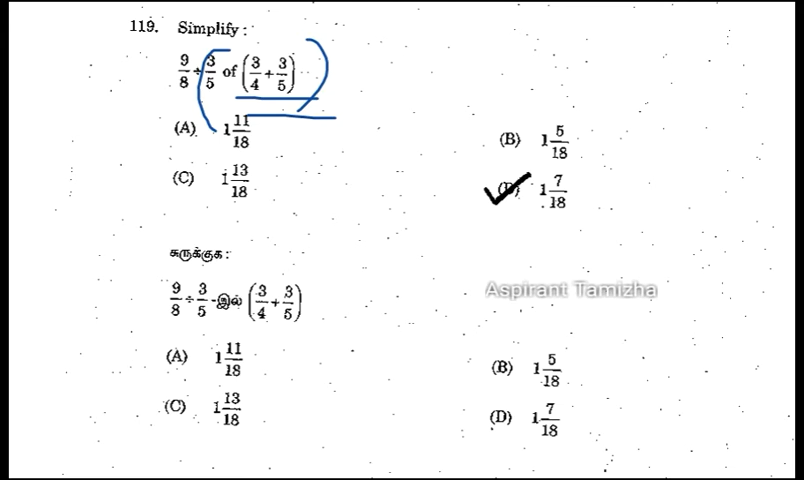 119. Simplify :
9/8 ÷ 3/5 of (3/4 + 3/5)
(A) 1 11/18
(B) 1 5/18
(C) 1 13/18
(D) 1 7/18
சுருக்குக :
9/8 ÷ 3/5 -இல் (3/4 + 3/5)
Aspirant Tamizha
(A) 1 11/18
(B) 1 5/18
(C) 1 13/18
(D) 1 7/18